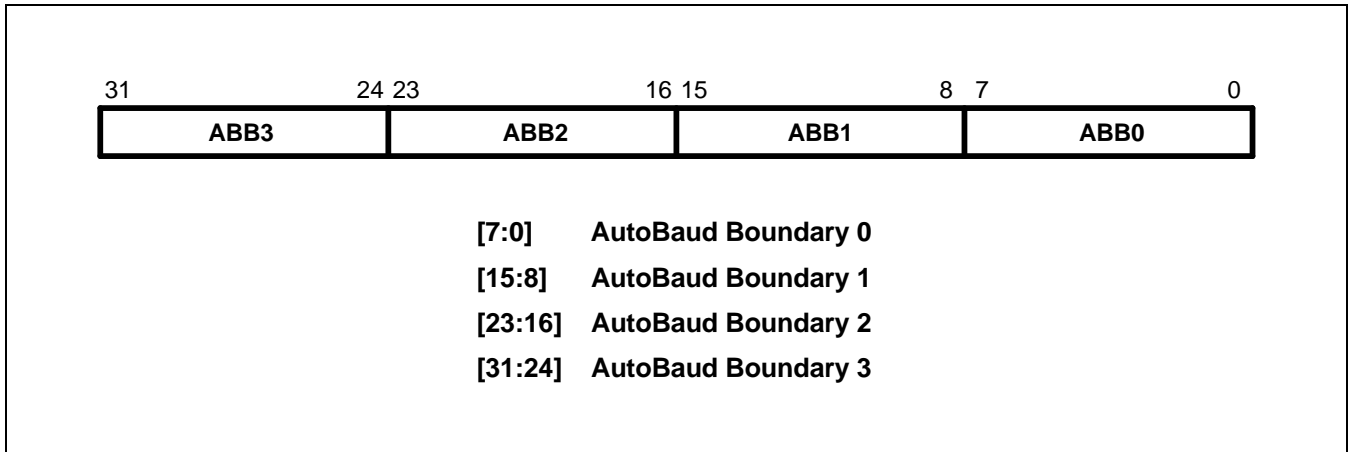 31 24 23 16 15 8 7 0
ABB3 ABB2 ABB1 ABB0
[7:0] AutoBaud Boundary 0
[15:8] AutoBaud Boundary 1
[23:16] AutoBaud Boundary 2
[31:24] AutoBaud Boundary 3